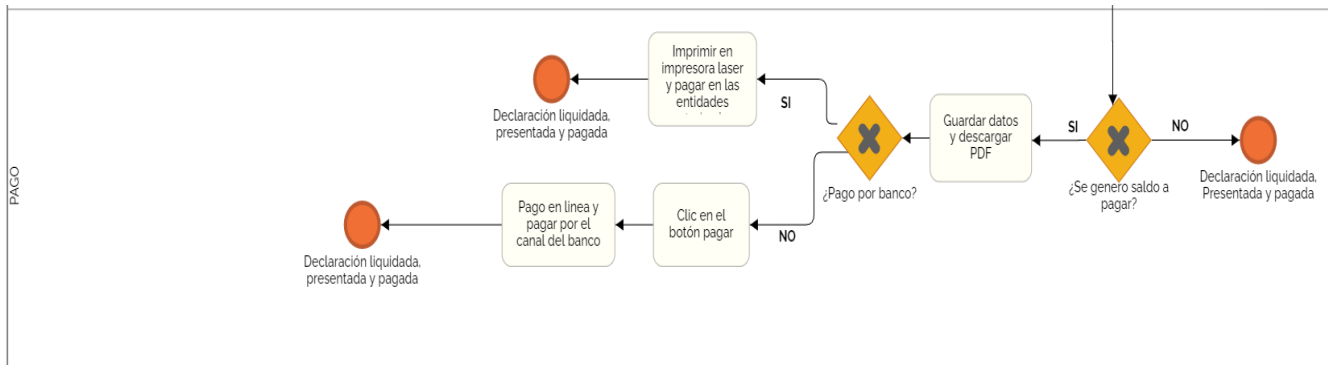 PAGO
Imprimir en
impresora laser
y pagar en las
entidades
SI
Declaración liquidada,
presentada y pagada
¿Pago por banco?
Guardar datos
y descargar
PDF
SI
¿Se genero saldo a
pagar?
NO
Declaración liquidada,
Presentada y pagada
NO
Clic en el
botón pagar
Pago en linea y
pagar por el
canal del banco
Declaración liquidada,
presentada y pagada